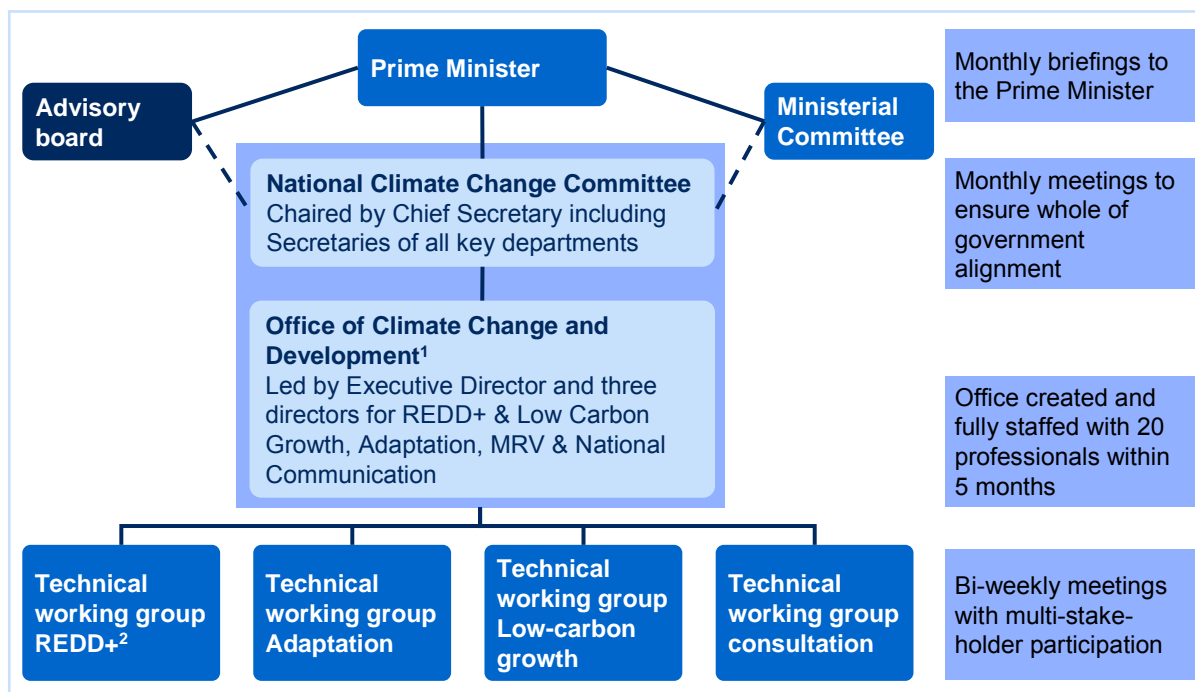 Prime Minister
Advisory
board
Ministerial
Committee
Monthly briefings to
the Prime Minister
National Climate Change Committee
Chaired by Chief Secretary including
Secretaries of all key departments
Monthly meetings to
ensure whole of
government
alignment
Office of Climate Change and
Development¹
Led by Executive Director and three
directors for REDD+ & Low Carbon
Growth, Adaptation, MRV & National
Communication
Office created and
fully staffed with 20
professionals within
5 months
Technical
working group
REDD+²
Technical
working group
Adaptation
Technical
working group
Low-carbon
growth
Technical
working group
consultation
Bi-weekly meetings
with multi-stake-
holder participation